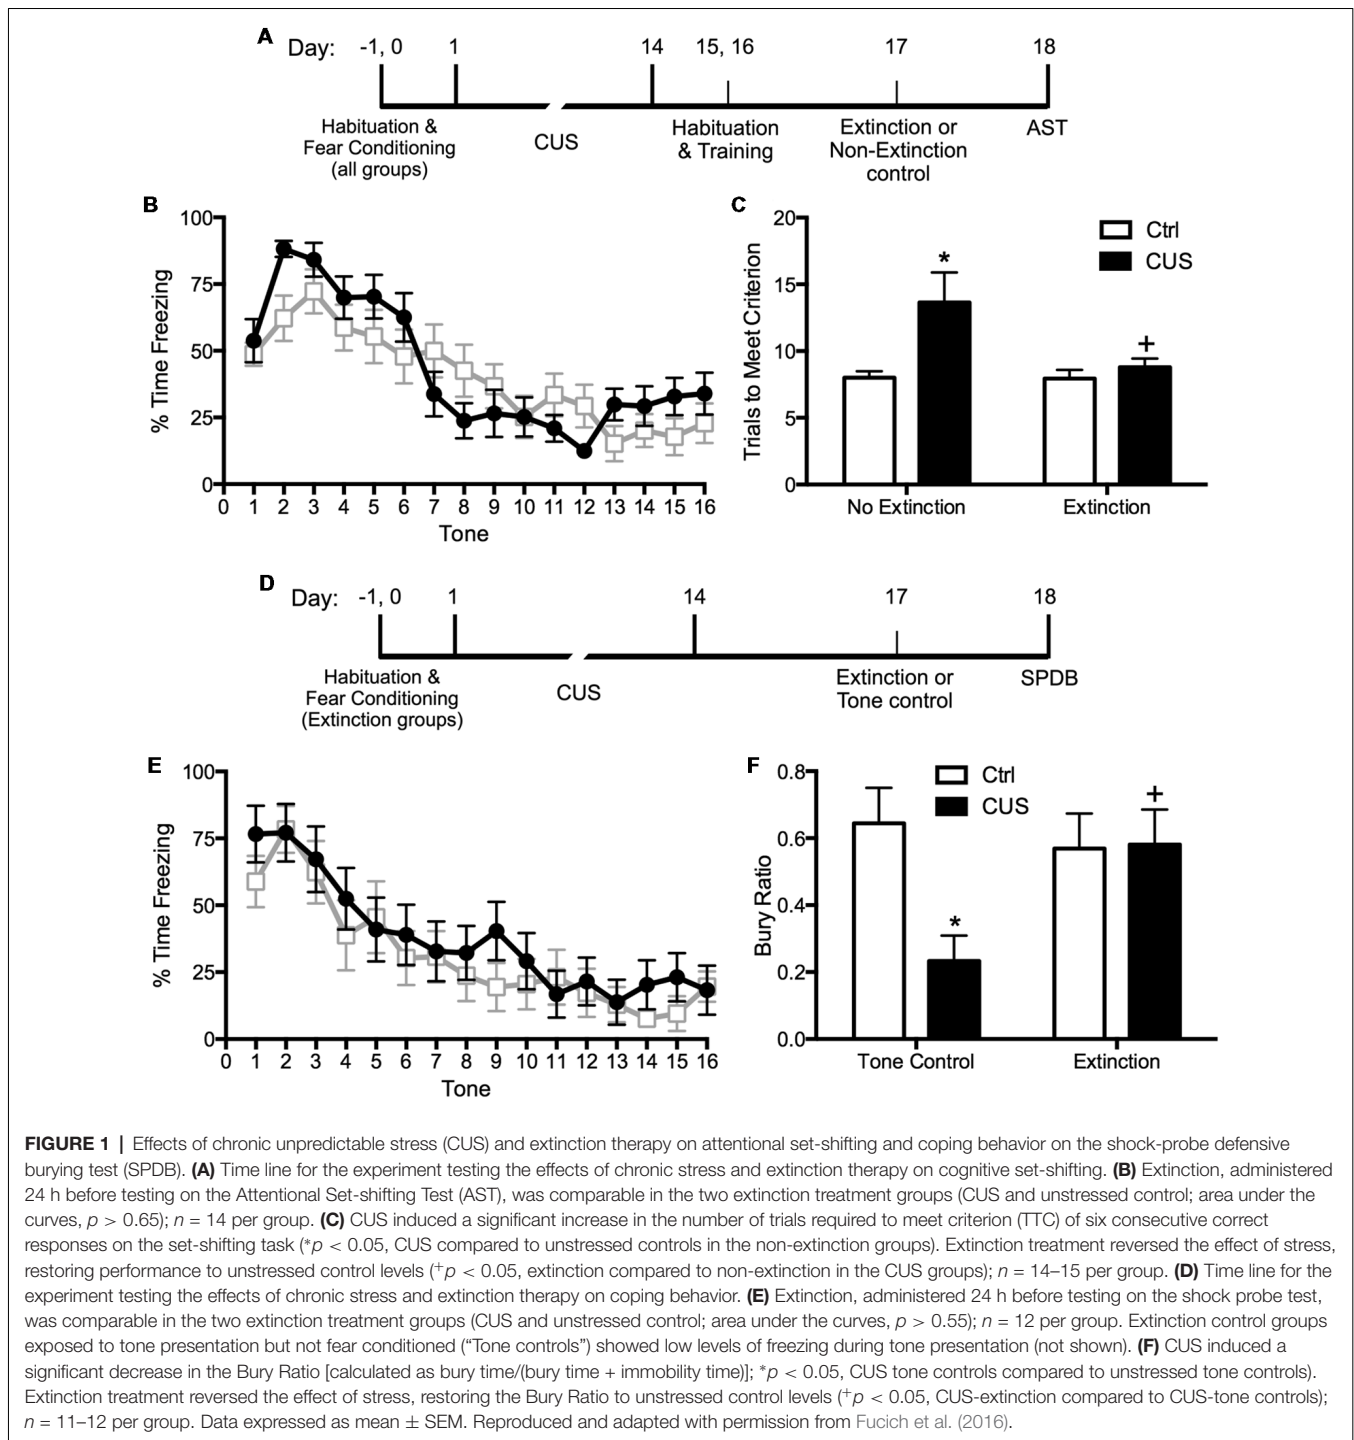 A Day: -1, 0 1 14 15, 16 17 18
Habituation & Fear Conditioning (all groups)
CUS
Habituation & Training
Extinction or Non-Extinction control
AST
B
% Time Freezing
100
75
50
25
0
0 1 2 3 4 5 6 7 8 9 10 11 12 13 14 15 16
Tone
C
Trials to Meet Criterion
20
15
10
5
0
Ctrl
CUS
*
+
No Extinction Extinction
D Day: -1, 0 1 14 17 18
Habituation & Fear Conditioning (Extinction groups)
CUS
Extinction or Tone control
SPDB
E
% Time Freezing
100
75
50
25
0
0 1 2 3 4 5 6 7 8 9 10 11 12 13 14 15 16
Tone
F
Bury Ratio
0.8
0.6
0.4
0.2
0.0
Ctrl
CUS
*
+
Tone Control Extinction
FIGURE 1 | Effects of chronic unpredictable stress (CUS) and extinction therapy on attentional set-shifting and coping behavior on the shock-probe defensive
burying test (SPDB). (A) Time line for the experiment testing the effects of chronic stress and extinction therapy on cognitive set-shifting. (B) Extinction, administered
24 h before testing on the Attentional Set-shifting Test (AST), was comparable in the two extinction treatment groups (CUS and unstressed control; area under the
curves, p > 0.65); n = 14 per group. (C) CUS induced a significant increase in the number of trials required to meet criterion (TTC) of six consecutive correct
responses on the set-shifting task (*p < 0.05, CUS compared to unstressed controls in the non-extinction groups). Extinction treatment reversed the effect of stress,
restoring performance to unstressed control levels (+p < 0.05, extinction compared to non-extinction in the CUS groups); n = 14–15 per group. (D) Time line for the
experiment testing the effects of chronic stress and extinction therapy on coping behavior. (E) Extinction, administered 24 h before testing on the shock probe test,
was comparable in the two extinction treatment groups (CUS and unstressed control; area under the curves, p > 0.55); n = 12 per group. Extinction control groups
exposed to tone presentation but not fear conditioned (“Tone controls”) showed low levels of freezing during tone presentation (not shown). (F) CUS induced a
significant decrease in the Bury Ratio [calculated as bury time/(bury time + immobility time)]; *p < 0.05, CUS tone controls compared to unstressed tone controls).
Extinction treatment reversed the effect of stress, restoring the Bury Ratio to unstressed control levels (+p < 0.05, CUS-extinction compared to CUS-tone controls);
n = 11–12 per group. Data expressed as mean ± SEM. Reproduced and adapted with permission from Fucich et al. (2016).